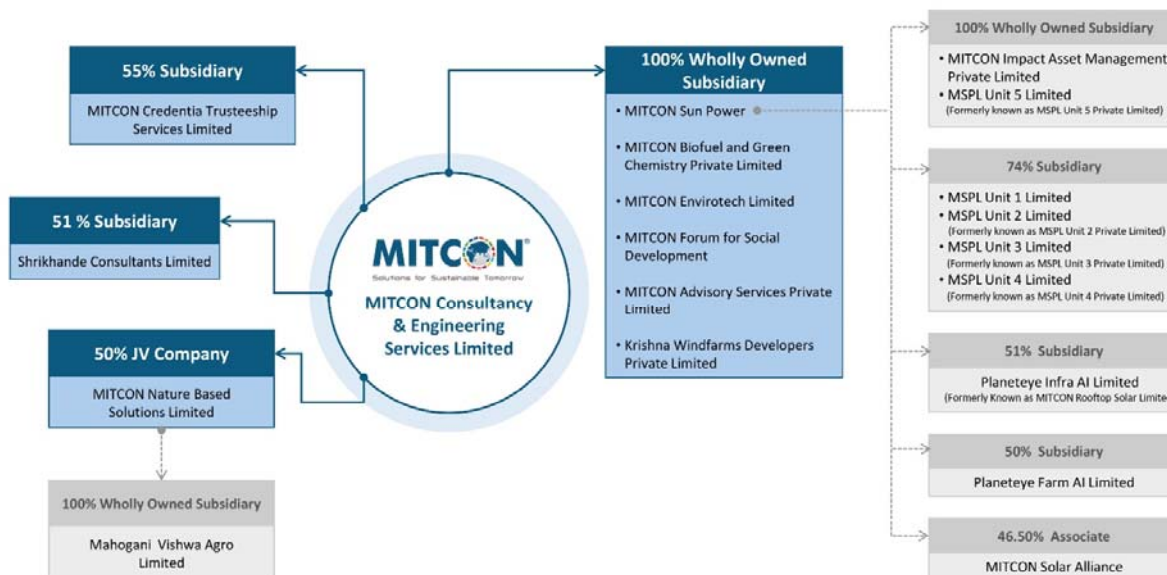 55% Subsidiary
MITCON Credentia Trusteeship
Services Limited
51 % Subsidiary
Shrikhande Consultants Limited
50% JV Company
MITCON Nature Based
Solutions Limited
100% Wholly Owned Subsidiary
Mahogani Vishwa Agro
Limited
MITCON®
Solutions for Sustainable Tomorrow
MITCON Consultancy
& Engineering
Services Limited
100% Wholly Owned
Subsidiary
• MITCON Sun Power
• MITCON Biofuel and Green
Chemistry Private Limited
• MITCON Envirotech Limited
• MITCON Forum for Social
Development
• MITCON Advisory Services Private
Limited
• Krishna Windfarms Developers
Private Limited
100% Wholly Owned Subsidiary
• MITCON Impact Asset Management
Private Limited
• MSPL Unit 5 Limited
(Formerly known as MSPL Unit 5 Private Limited)
74% Subsidiary
• MSPL Unit 1 Limited
• MSPL Unit 2 Limited
(Formerly known as MSPL Unit 2 Private Limited)
• MSPL Unit 3 Limited
(Formerly known as MSPL Unit 3 Private Limited)
• MSPL Unit 4 Limited
(Formerly known as MSPL Unit 4 Private Limited)
51% Subsidiary
Planeteye Infra AI Limited
(Formerly Known as MITCON Rooftop Solar Limite
50% Subsidiary
Planeteye Farm AI Limited
46.50% Associate
MITCON Solar Alliance